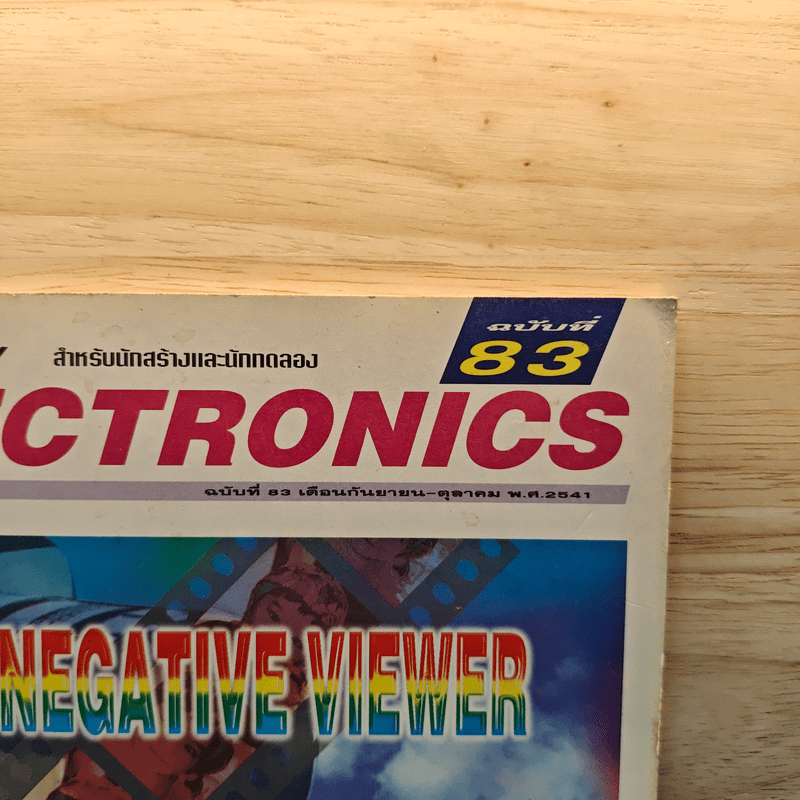 ฉบับที่
83
สำหรับนักสร้างและนักทดลอง
ECTRONICS
ฉบับที่ 83 เดือนกันยายน-ตุลาคม พ.ศ.2541
NEGATIVE VIEWER